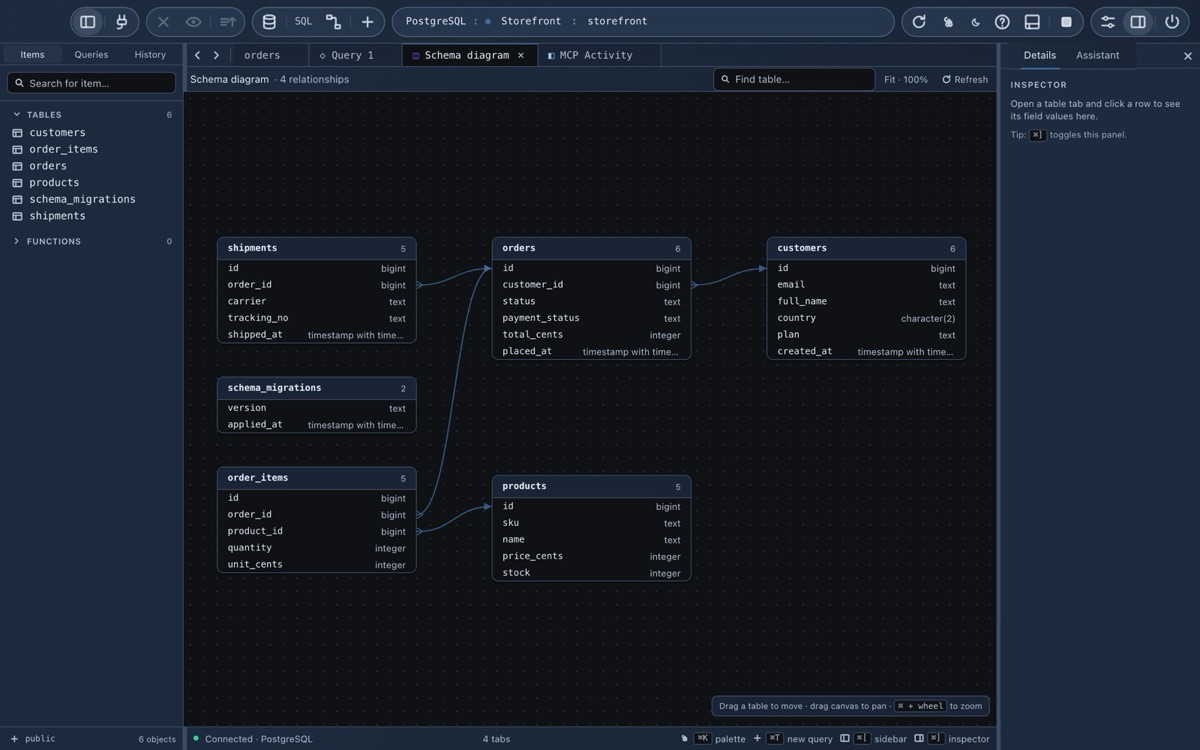 SQL
PostgreSQL : Storefront : storefront
Items Queries History
orders Query 1 Schema diagram × MCP Activity
Details Assistant
Search for item...
Schema diagram · 4 relationships
Find table...
Fit · 100% Refresh
INSPECTOR
Open a table tab and click a row to see
its field values here.
Tip: ⌘] toggles this panel.
TABLES 6
customers
order_items
orders
products
schema_migrations
shipments
FUNCTIONS 0
shipments 5
id bigint
order_id bigint
carrier text
tracking_no text
shipped_at timestamp with time...
orders 6
id bigint
customer_id bigint
status text
payment_status text
total_cents integer
placed_at timestamp with time...
customers 6
id bigint
email text
full_name text
country character(2)
plan text
created_at timestamp with time...
schema_migrations 2
version text
applied_at timestamp with time...
order_items 5
id bigint
order_id bigint
product_id bigint
quantity integer
unit_cents integer
products 5
id bigint
sku text
name text
price_cents integer
stock integer
Drag a table to move · drag canvas to pan · ⌘ + wheel to zoom
+ public 6 objects
Connected · PostgreSQL
4 tabs
⌘K palette + ⌘T new query ⌘[ sidebar ⌘] inspector